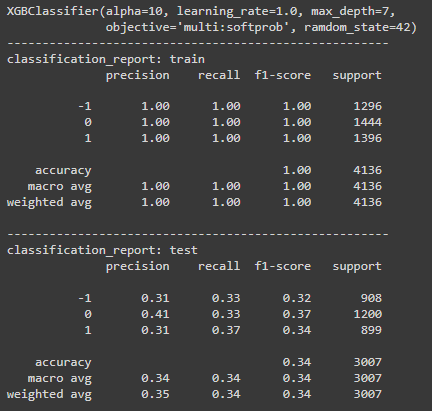 XGBClassifier(alpha=10, learning_rate=1.0, max_depth=7,
              objective='multi:softprob', ramdom_state=42)
-----------------------------------------------------
classification_report: train
              precision    recall  f1-score   support

          -1       1.00      1.00      1.00      1296
           0       1.00      1.00      1.00      1444
           1       1.00      1.00      1.00      1396

    accuracy                           1.00      4136
   macro avg       1.00      1.00      1.00      4136
weighted avg       1.00      1.00      1.00      4136

-----------------------------------------------------
classification_report: test
              precision    recall  f1-score   support

          -1       0.31      0.33      0.32       908
           0       0.41      0.33      0.37      1200
           1       0.31      0.37      0.34       899

    accuracy                           0.34      3007
   macro avg       0.34      0.34      0.34      3007
weighted avg       0.35      0.34      0.34      3007